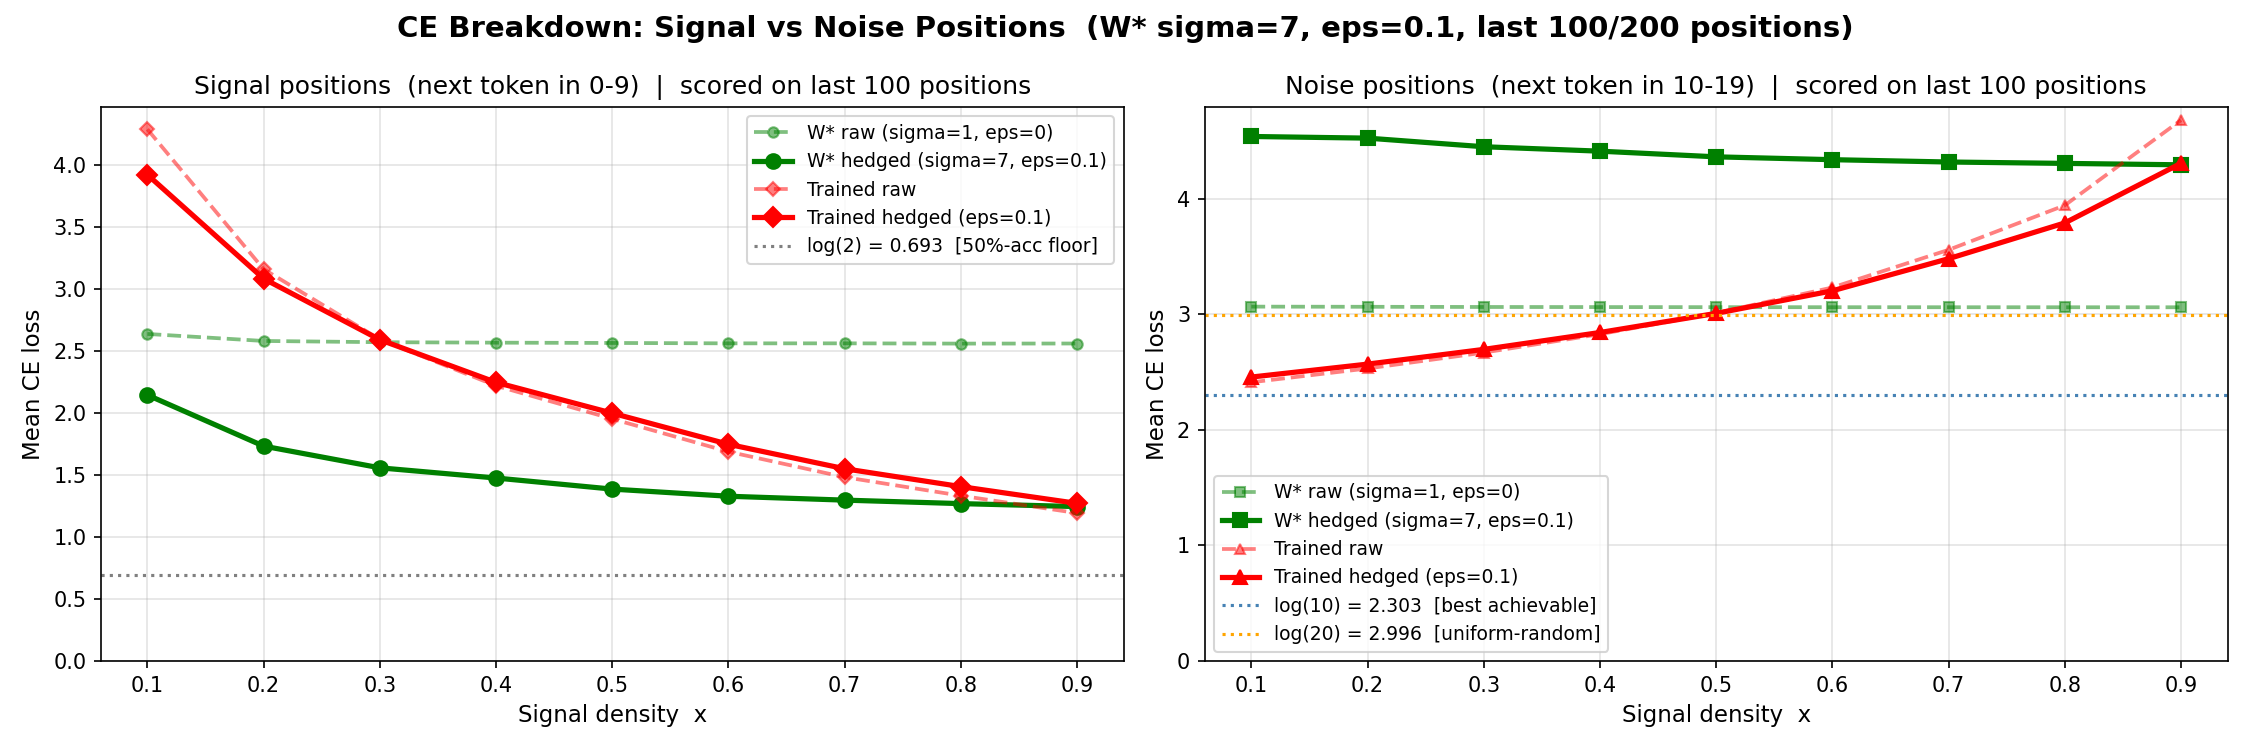 CE Breakdown: Signal vs Noise Positions  (W* sigma=7, eps=0.1, last 100/200 positions)
Signal positions  (next token in 0-9)  |  scored on last 100 positions
Mean CE loss
4.0
3.5
3.0
2.5
2.0
1.5
1.0
0.5
0.0
W* raw (sigma=1, eps=0)
W* hedged (sigma=7, eps=0.1)
Trained raw
Trained hedged (eps=0.1)
log(2) = 0.693  [50%-acc floor]
0.1 0.2 0.3 0.4 0.5 0.6 0.7 0.8 0.9
Signal density  x
Noise positions  (next token in 10-19)  |  scored on last 100 positions
Mean CE loss
4
3
2
1
0
W* raw (sigma=1, eps=0)
W* hedged (sigma=7, eps=0.1)
Trained raw
Trained hedged (eps=0.1)
log(10) = 2.303  [best achievable]
log(20) = 2.996  [uniform-random]
0.1 0.2 0.3 0.4 0.5 0.6 0.7 0.8 0.9
Signal density  x